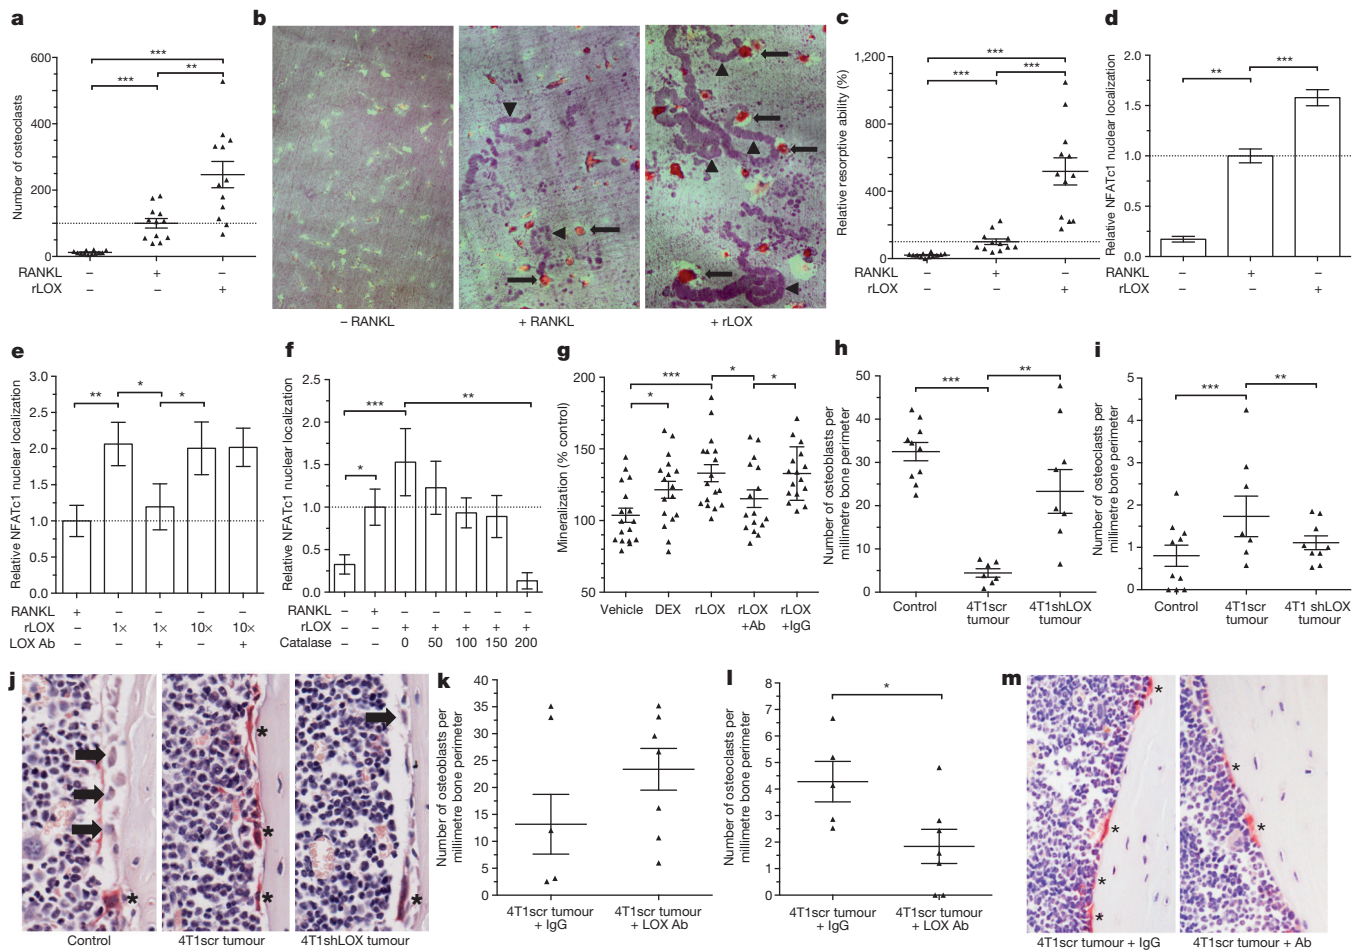 a
Number of osteoclasts
600
400
200
0
***
***
**
RANKL – + –
rLOX – – +
b
– RANKL
+ RANKL
+ rLOX
c
Relative resorptive ability (%)
1,200
800
400
0
***
***
***
RANKL
rLOX – – +
d
Relative NFATc1 nuclear localization
2.0
1.5
1.0
0.5
0.0
**
***
RANKL – + –
rLOX – – +
e
Relative NFATc1 nuclear localization
3.0
2.5
2.0
1.5
1.0
0.5
0.0
**
*
*
RANKL + – – – –
rLOX – 1× 1× 10× 10×
LOX Ab – – + – +
f
Relative NFATc1 nuclear localization
2.5
2.0
1.5
1.0
0.5
0.0
***
**
*
RANKL – + – – – – –
rLOX – – + + + + +
Catalase – – 0 50 100 150 200
g
Mineralization (% control)
200
150
100
50
***
*
*
*
Vehicle DEX rLOX rLOX rLOX
+Ab +IgG
h
Number of osteoblasts per
millimetre bone perimeter
50
40
30
20
10
0
***
**
Control 4T1scr 4T1shLOX
tumour tumour
i
Number of osteoclasts per
millimetre bone perimeter
5
4
3
2
1
0
***
**
Control 4T1scr 4T1 shLOX
tumour tumour
j
*
*
*
*
*
Control
4T1scr tumour
4T1shLOX tumour
k
Number of osteoblasts per
millimetre bone perimeter
40
35
30
25
20
15
10
5
0
4T1scr tumour 4T1scr tumour
+ IgG + LOX Ab
l
Number of osteoclasts per
millimetre bone perimeter
8
7
6
5
4
3
2
1
0
*
4T1scr tumour 4T1scr tumour
+ IgG + LOX Ab
m
*
*
*
*
*
*
4T1scr tumour + IgG
4T1scr tumour + Ab